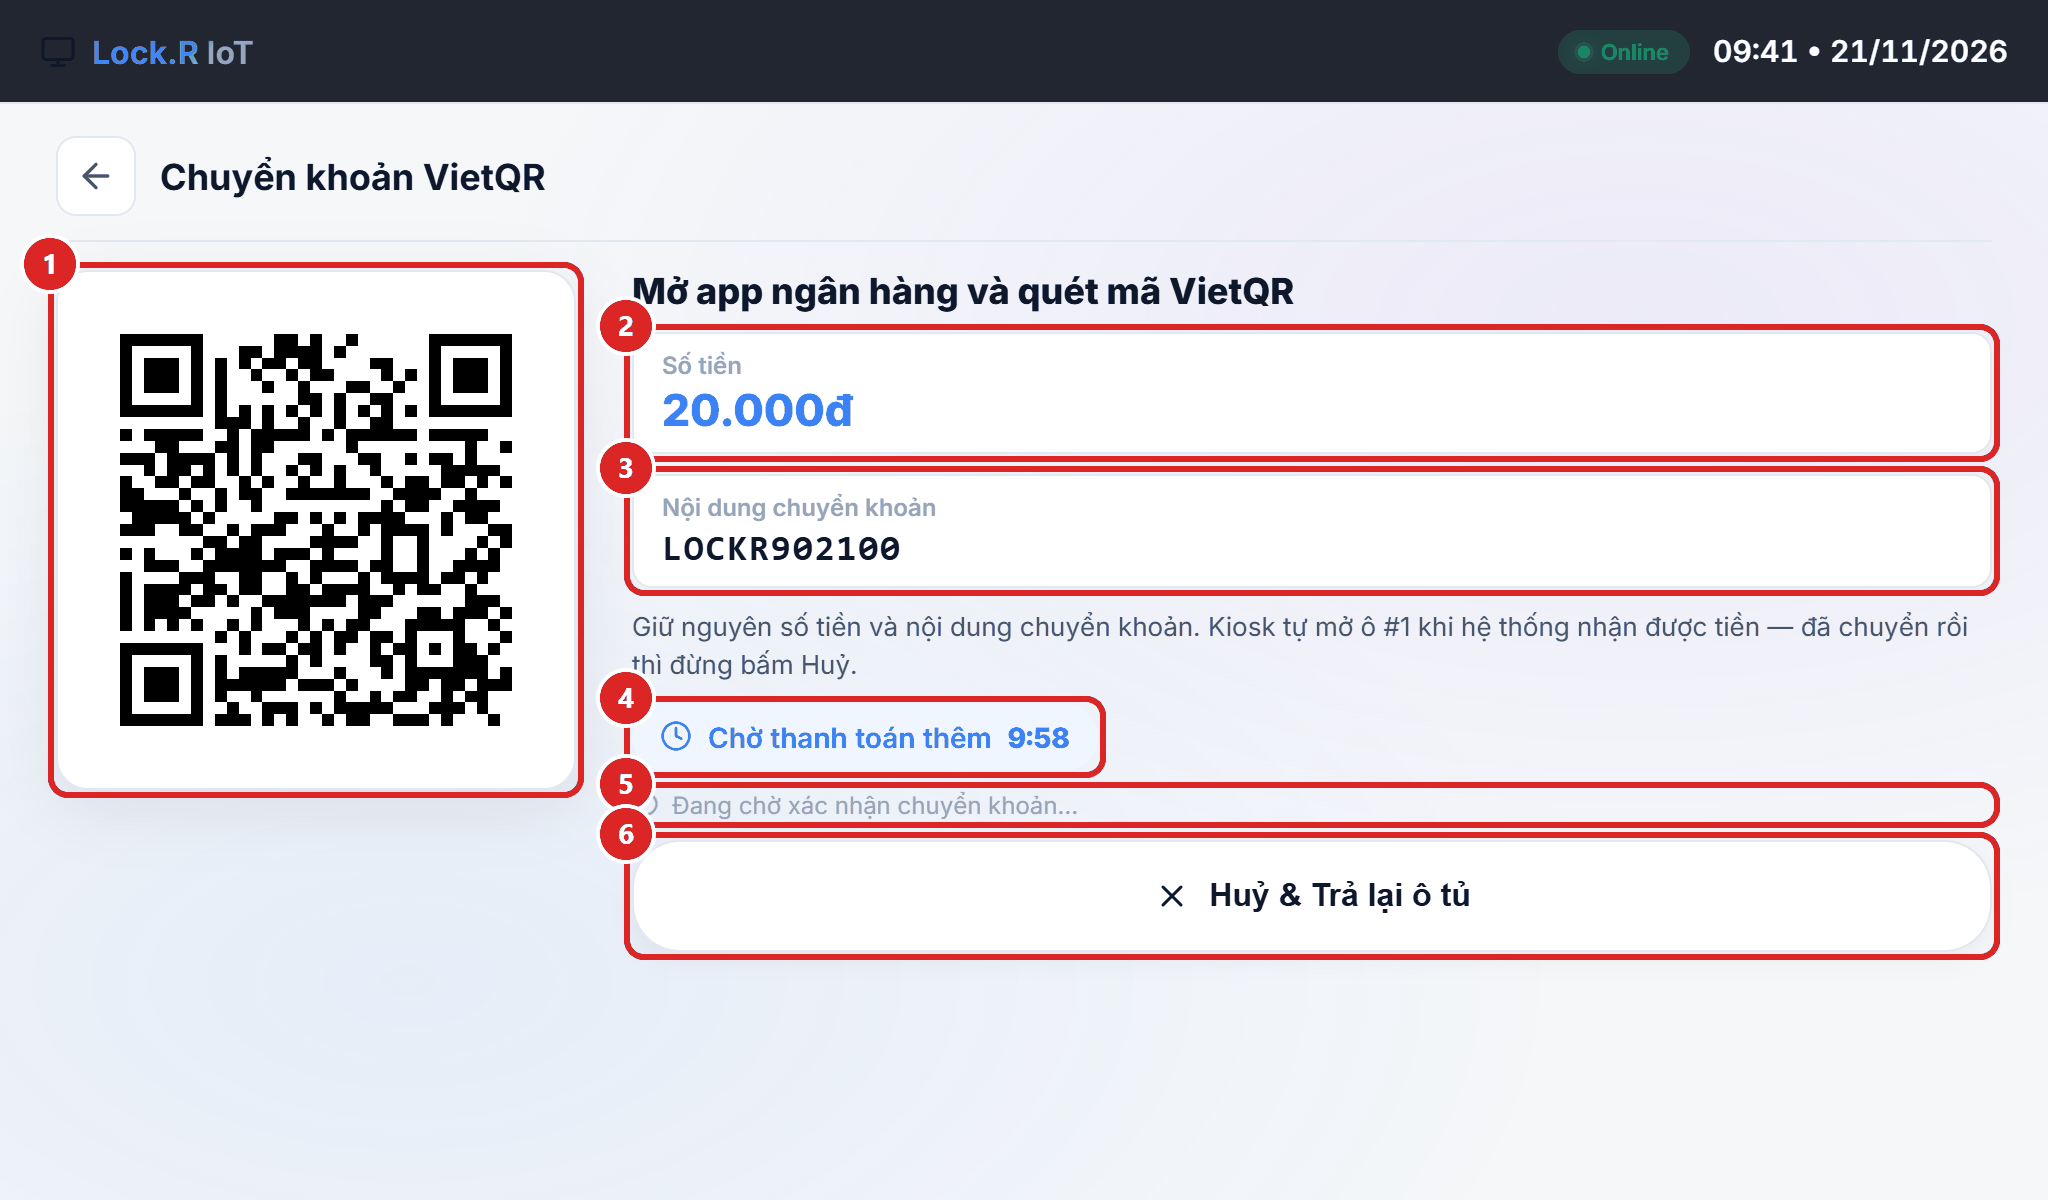 Lock.R IoT
Online
09:41 • 21/11/2026
Chuyển khoản VietQR
1
Mở app ngân hàng và quét mã VietQR
2
Số tiền
20.000đ
3
Nội dung chuyển khoản
LOCKR902100
Giữ nguyên số tiền và nội dung chuyển khoản. Kiosk tự mở ô #1 khi hệ thống nhận được tiền — đã chuyển rồi
thì đừng bấm Huỷ.
4
Chờ thanh toán thêm 9:58
5
Đang chờ xác nhận chuyển khoản...
6
Huỷ & Trả lại ô tủ